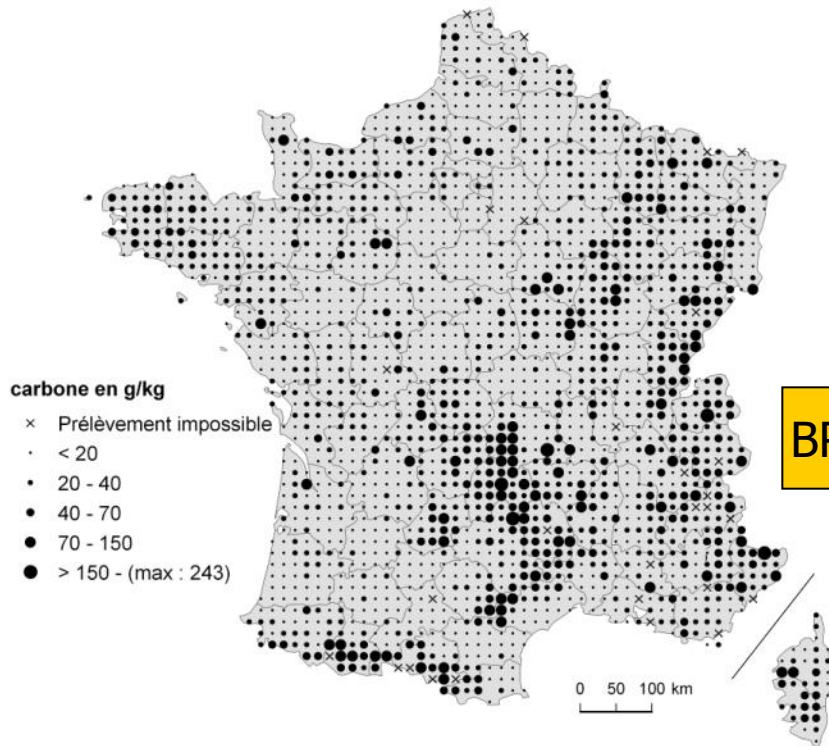 carbone en g/kg
× Prélèvement impossible
< 20
20 - 40
40 - 70
70 - 150
> 150 - (max : 243)
0 50 100 km